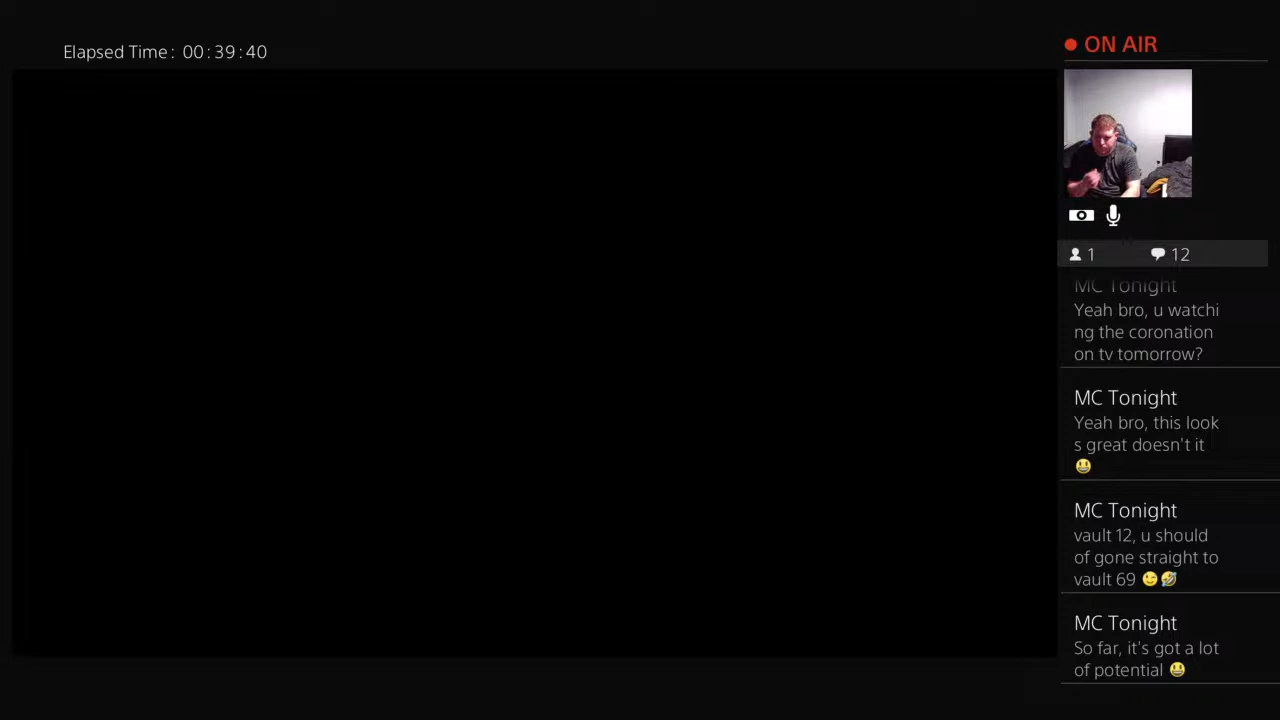 Elapsed Time: 00:39:40
ON AIR
1 12
MC Tonight
Yeah bro, u watchi
ng the coronation
on tv tomorrow?
MC Tonight
Yeah bro, this look
s great doesn't it
😃
MC Tonight
vault 12, u should
of gone straight to
vault 69 😉🤣
MC Tonight
So far, it's got a lot
of potential 😃